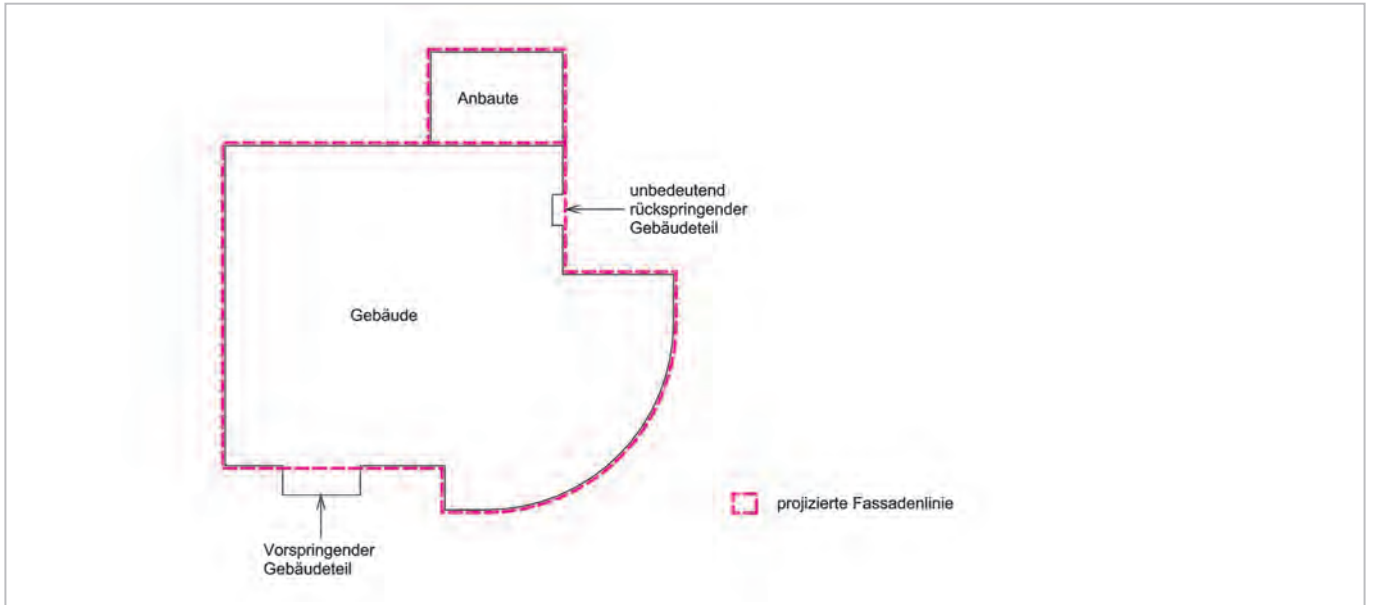 Anbaute
unbedeutend
rückspringender
Gebäudeteil
Gebäude
projizierte Fassadenlinie
Vorspringender
Gebäudeteil